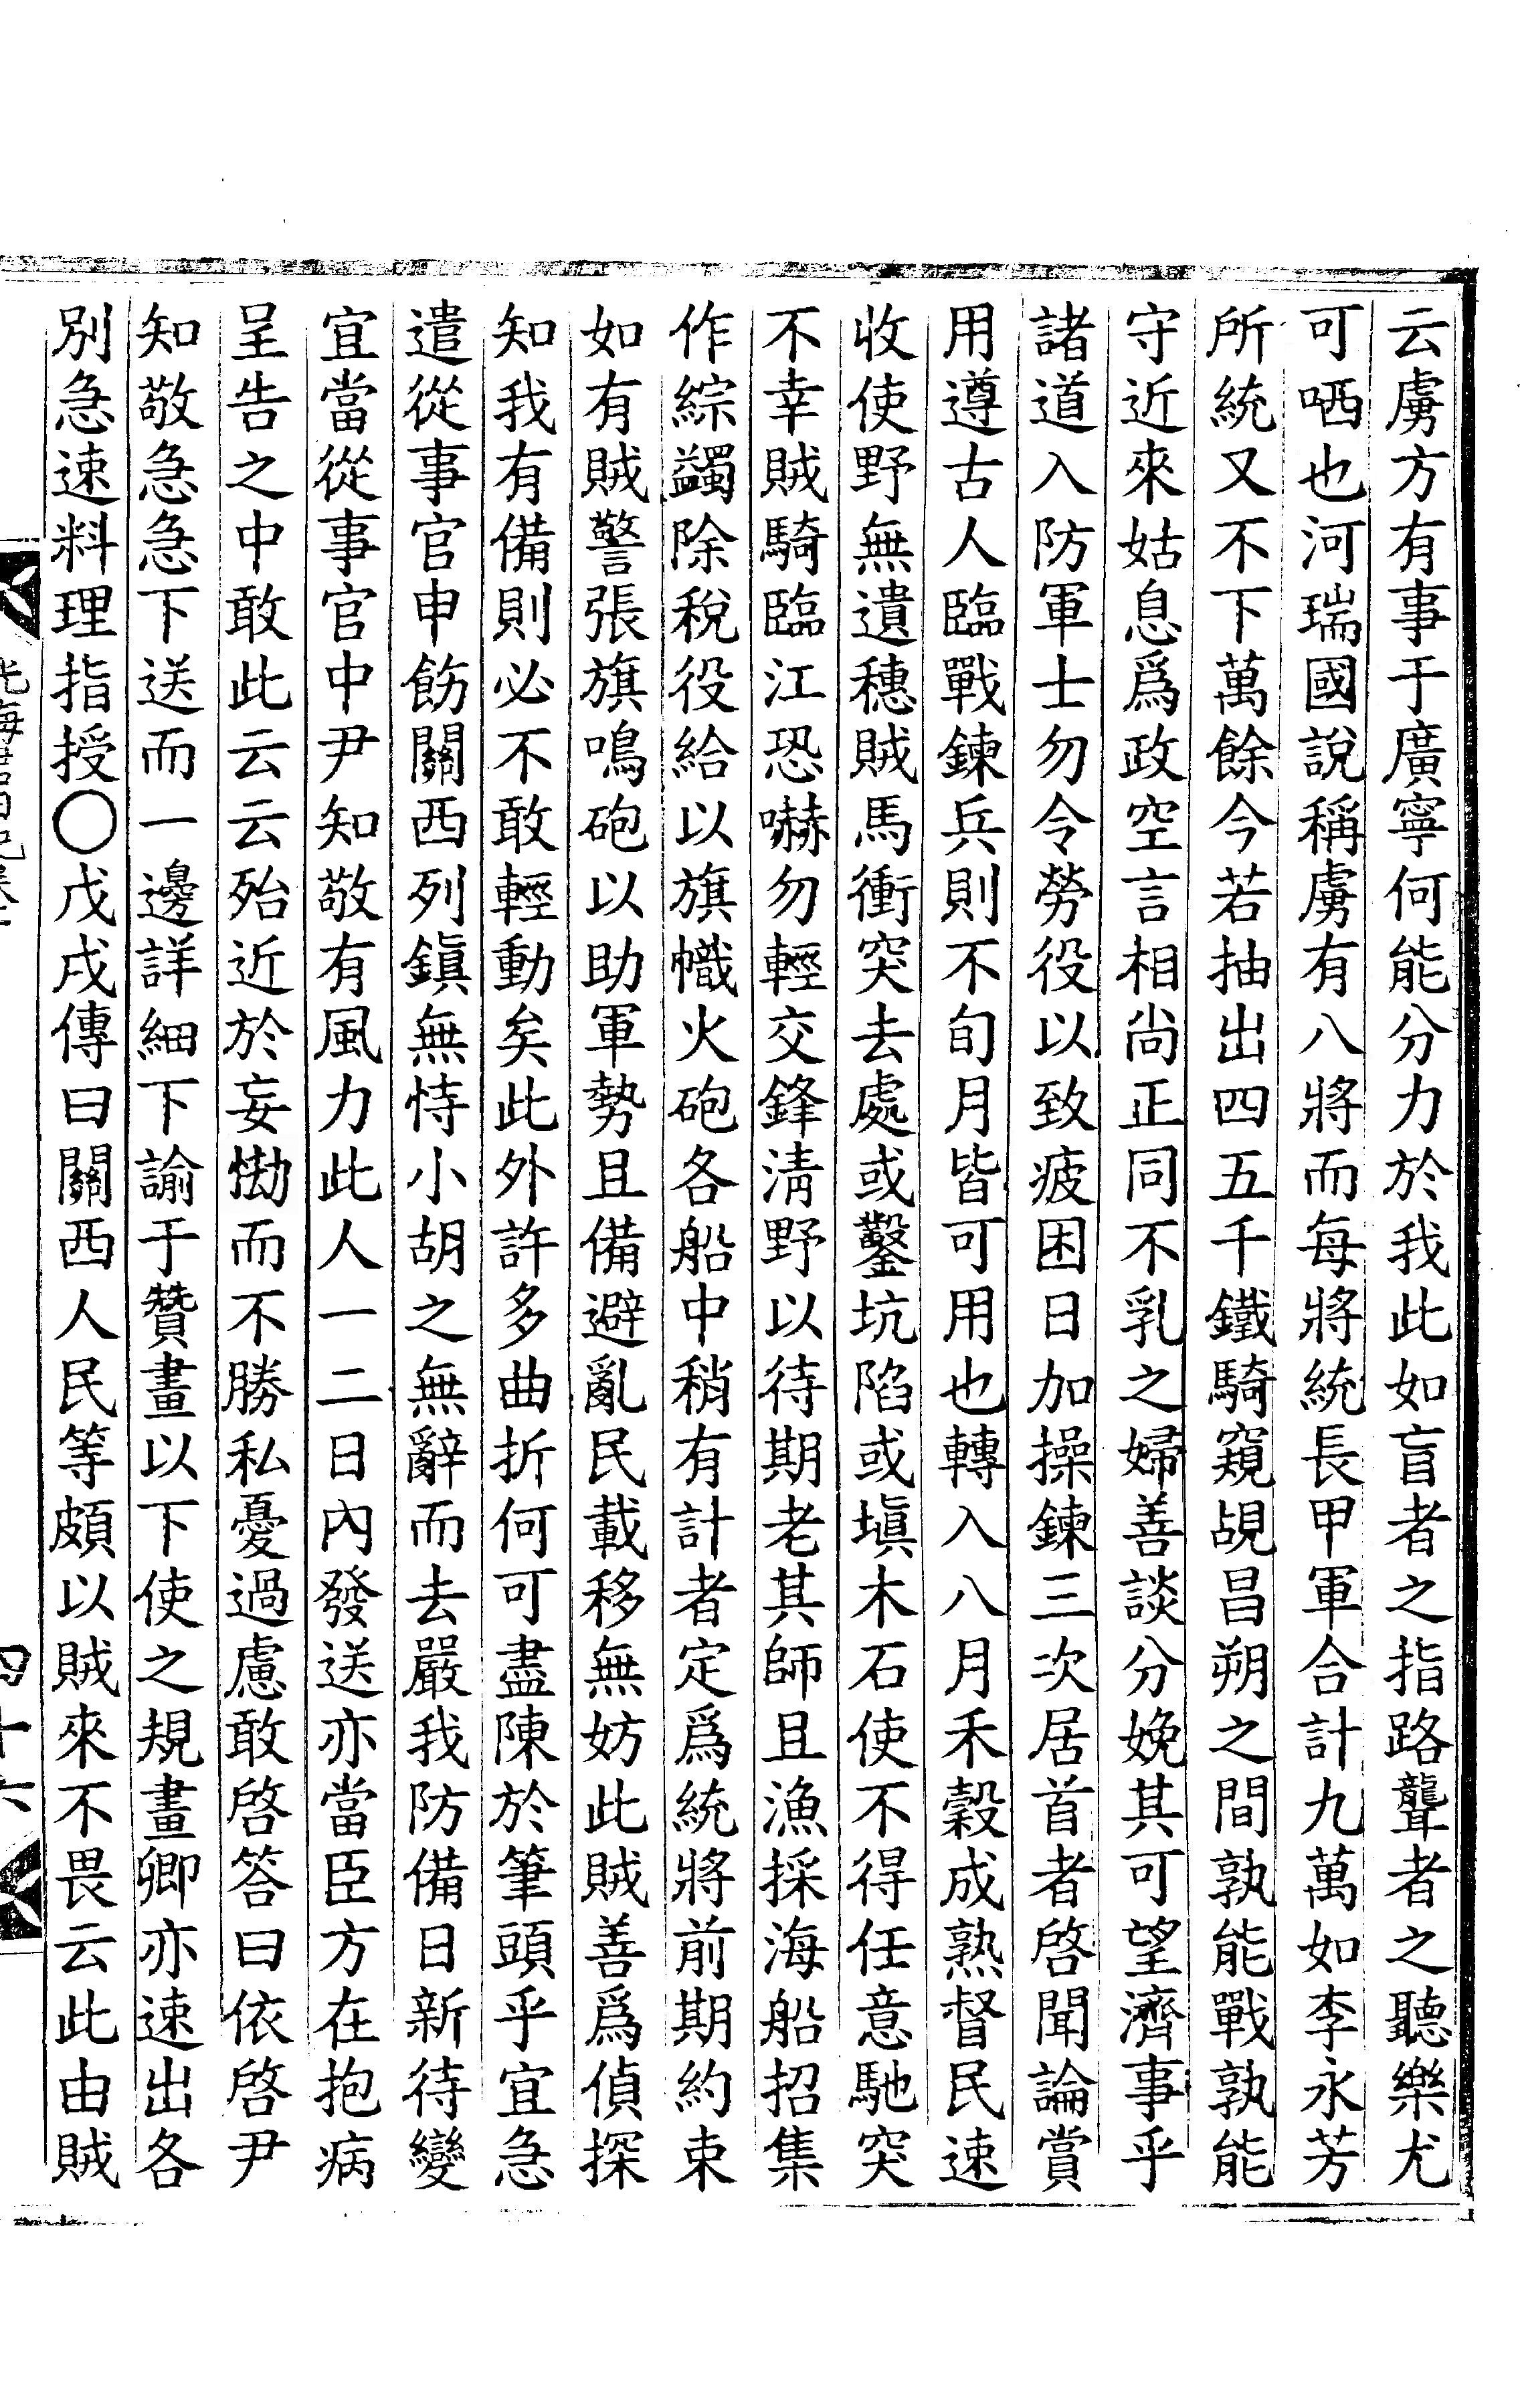 云虜方有事于廣寧何能分力於我此如盲者之指路聾者之聽樂尤
可哂也河瑞國說稱虜有八將而每將統長甲軍合計九萬如李永芳
所統又不下萬餘今若抽出四五千鐵騎窺覘昌朔之間孰能戰孰能
守近來姑息爲政空言相尙正同不乳之婦善談分娩其可望濟事乎
諸道入防軍士勿令勞役以致疲困日加操鍊三次居首者啓聞論賞
用遵古人臨戰鍊兵則不旬月皆可用也轉入八月禾穀成熟督民速
收使野無遺穗賊馬衝突去處或鑿坑陷或塡木石使不得任意馳突
不幸賊騎臨江恐嚇勿輕交鋒淸野以待期老其師且漁採海船招集
作綜蠲除稅役給以旗幟火砲各船中稍有計者定爲統將前期約束
如有賊警張旗鳴砲以助軍勢且備避亂民載移無妨此賊善爲偵探
知我有備則必不敢輕動矣此外許多曲折何可盡陳於筆頭乎宜急
遣從事官申飭關西列鎭無恃小胡之無辭而去嚴我防備日新待變
宜當從事官中尹知敬有風力此人一二日內發送亦當臣方在抱病
呈告之中敢此云云殆近於妄㦗而不勝私憂過慮敢啓答曰依啓尹
知敬急急下送而一邊詳細下諭于贊畫以下使之規畫卿亦速出各
別急速料理指授○戊戌傳曰關西人民等頗以賊來不畏云此由賊
四十六